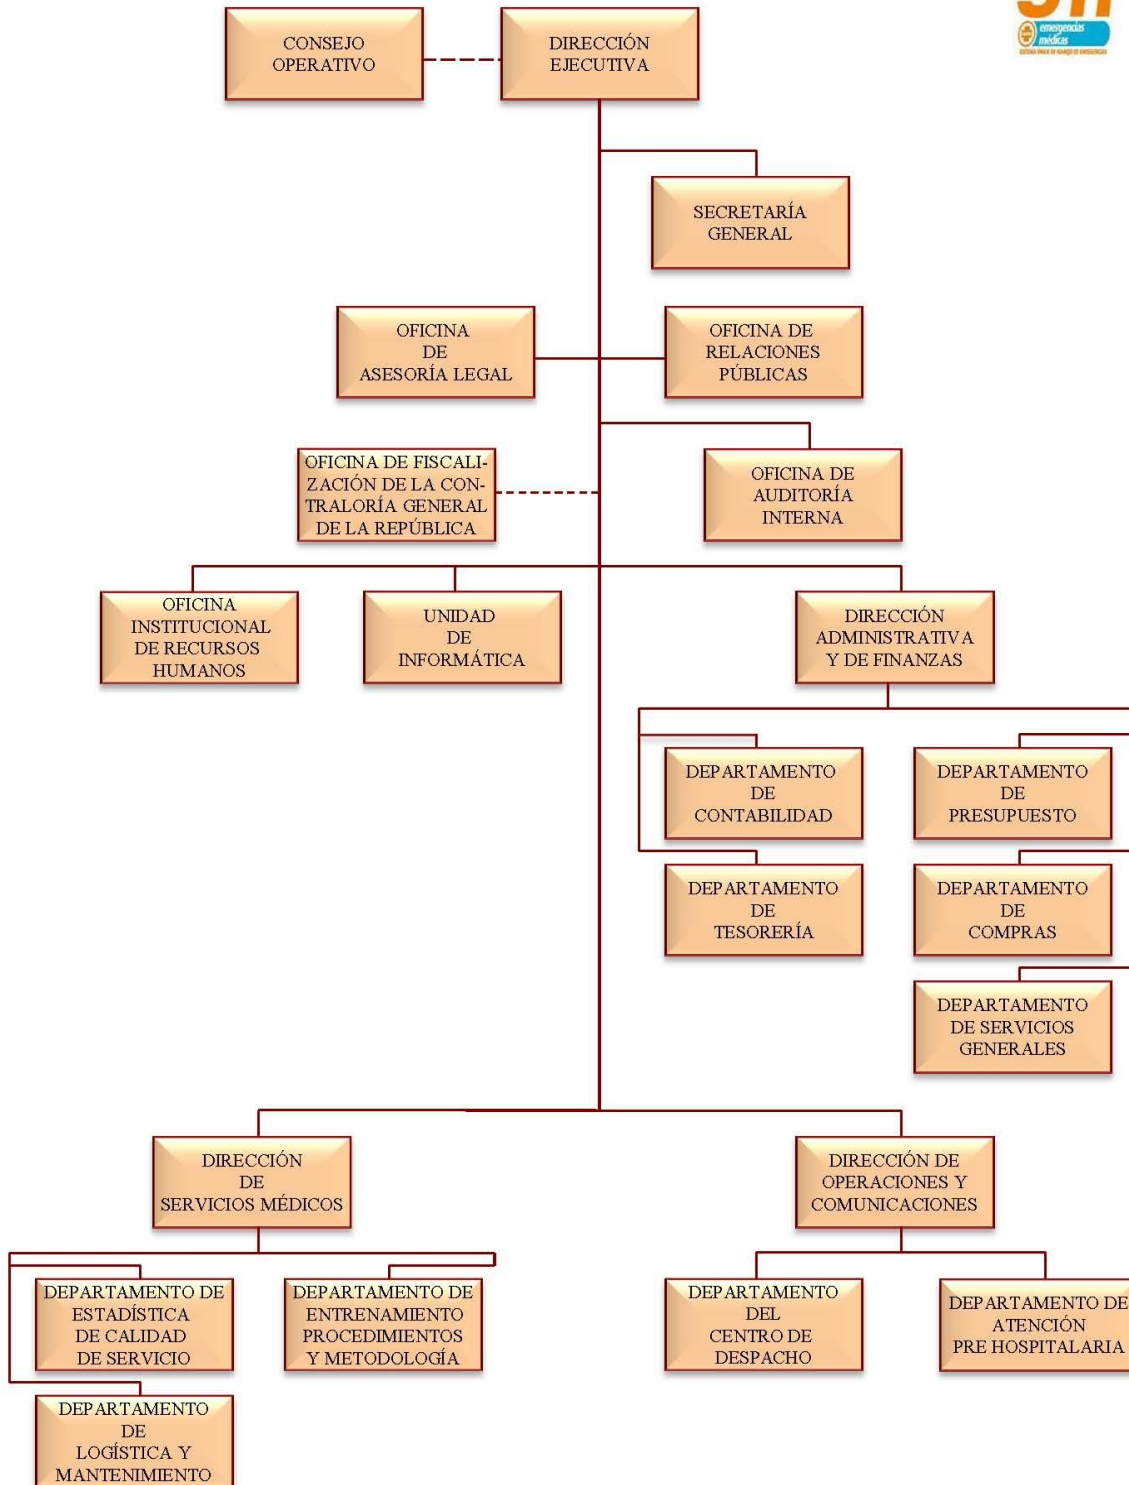 emergencias
médicas
CONSEJO
OPERATIVO
DIRECCIÓN
EJECUTIVA
SECRETARÍA
GENERAL
OFICINA
DE
ASESORÍA LEGAL
OFICINA DE
RELACIONES
PÚBLICAS
OFICINA DE FISCALI-
ZACIÓN DE LA CON-
TRALORÍA GENERAL
DE LA REPÚBLICA
OFICINA DE
AUDITORÍA
INTERNA
OFICINA
INSTITUCIONAL
DE RECURSOS
HUMANOS
UNIDAD
DE
INFORMÁTICA
DIRECCIÓN
ADMINISTRATIVA
Y DE FINANZAS
DEPARTAMENTO
DE
CONTABILIDAD
DEPARTAMENTO
DE
PRESUPUESTO
DEPARTAMENTO
DE
TESORERÍA
DEPARTAMENTO
DE
COMPRAS
DEPARTAMENTO
DE SERVICIOS
GENERALES
DIRECCIÓN
DE
SERVICIOS MÉDICOS
DIRECCIÓN DE
OPERACIONES Y
COMUNICACIONES
DEPARTAMENTO DE
ESTADÍSTICA
DE CALIDAD
DE SERVICIO
DEPARTAMENTO DE
ENTRENAMIENTO
PROCEDIMIENTOS
Y METODOLOGÍA
DEPARTAMENTO
DEL
CENTRO DE
DESPACHO
DEPARTAMENTO DE
ATENCIÓN
PRE HOSPITALARIA
DEPARTAMENTO
DE
LOGÍSTICA Y
MANTENIMIENTO